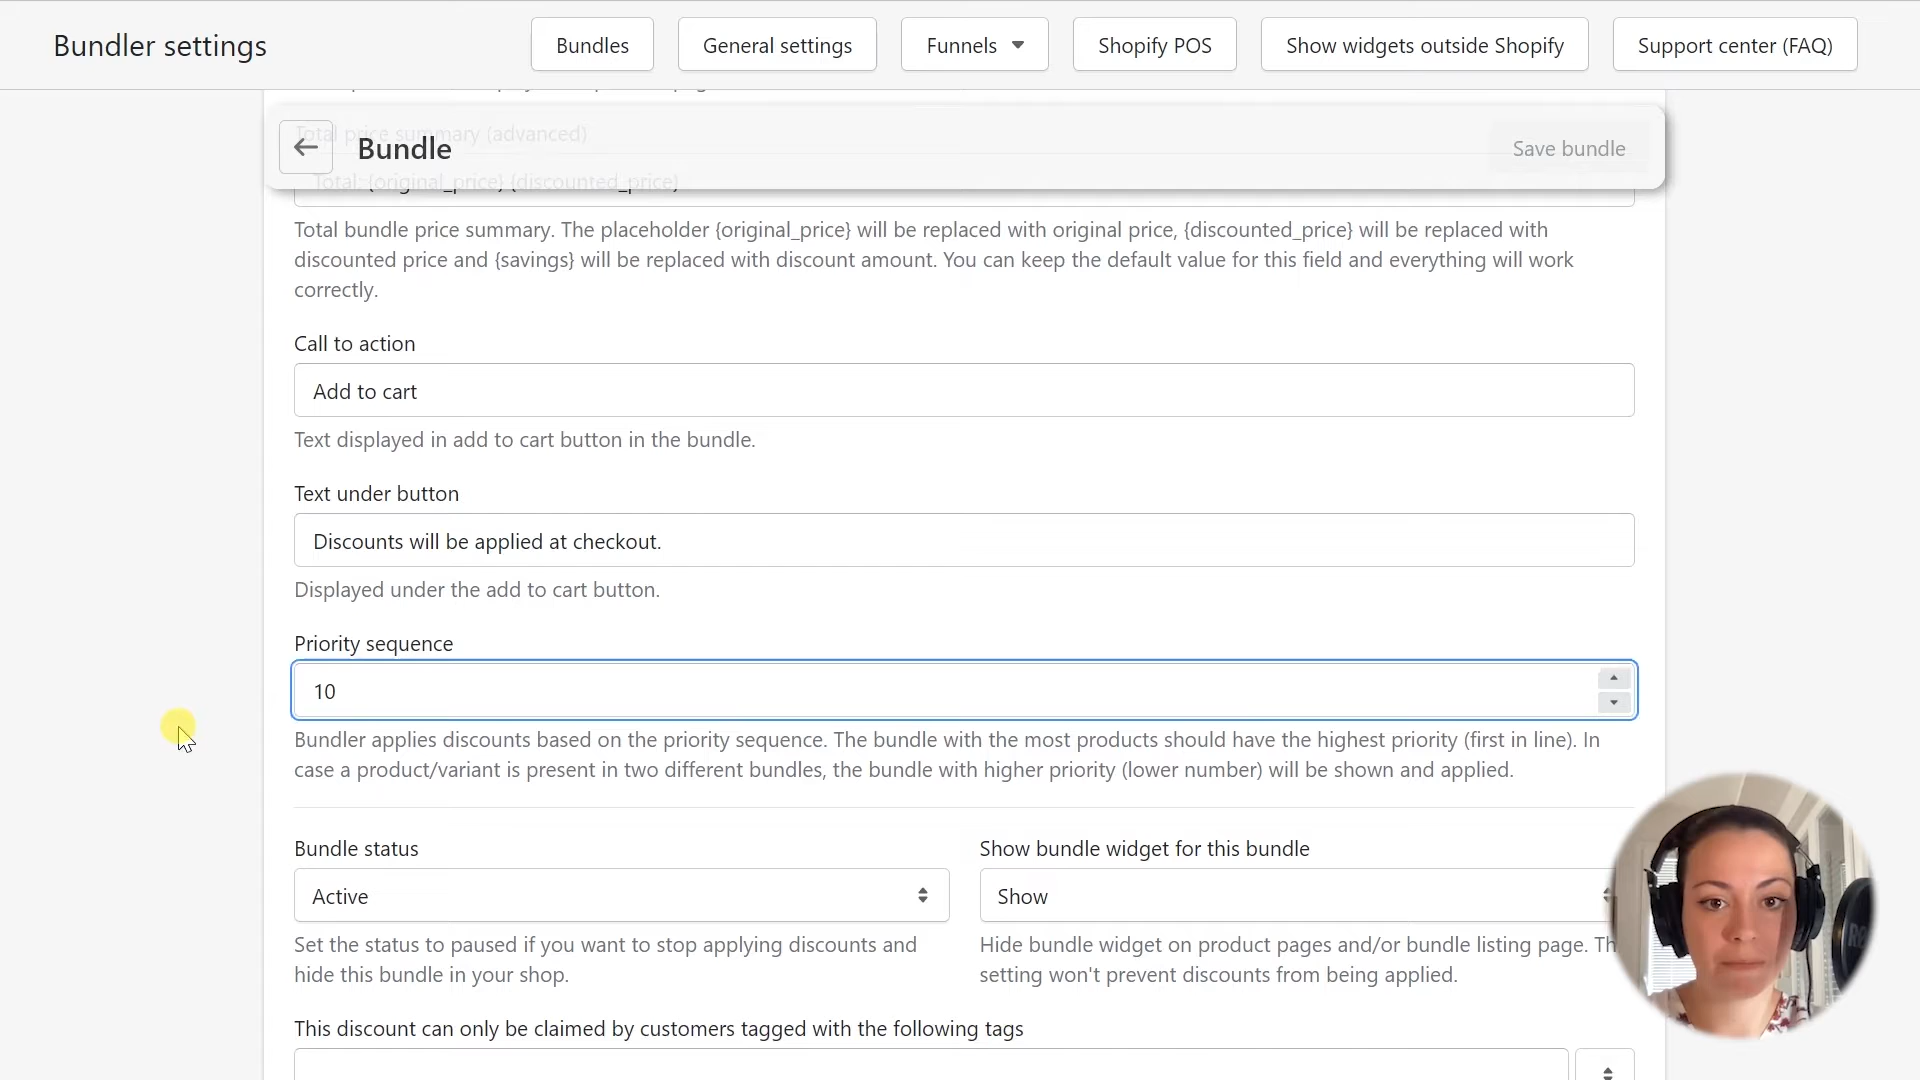 Bundler settings
Bundles
General settings
Funnels
Shopify POS
Show widgets outside Shopify
Support center (FAQ)
Total price summary (advanced)
Bundle
Save bundle
Total: {original_price} {discounted_price}
Total bundle price summary. The placeholder {original_price} will be replaced with original price, {discounted_price} will be replaced with
discounted price and {savings} will be replaced with discount amount. You can keep the default value for this field and everything will work
correctly.
Call to action
Add to cart
Text displayed in add to cart button in the bundle.
Text under button
Discounts will be applied at checkout.
Displayed under the add to cart button.
Priority sequence
10
Bundler applies discounts based on the priority sequence. The bundle with the most products should have the highest priority (first in line). In
case a product/variant is present in two different bundles, the bundle with higher priority (lower number) will be shown and applied.
Bundle status
Show bundle widget for this bundle
Active
Show
Set the status to paused if you want to stop applying discounts and
hide this bundle in your shop.
Hide bundle widget on product pages and/or bundle listing page.
setting won't prevent discounts from being applied.
This discount can only be claimed by customers tagged with the following tags